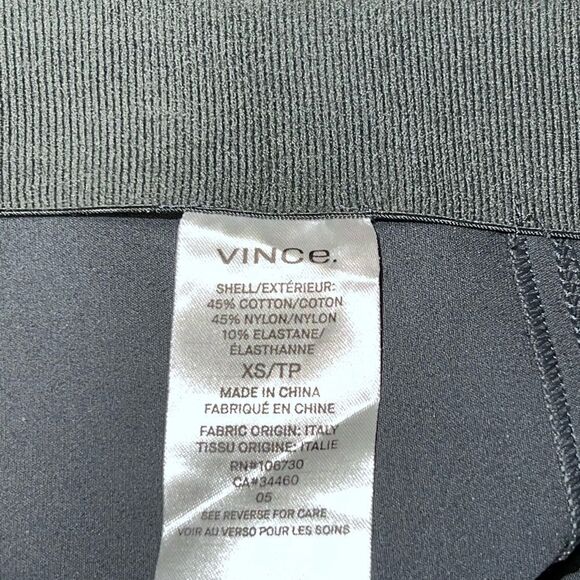 VINCe.
SHELL/EXTÉRIEUR:
45% COTTON/COTON
45% NYLON/NYLON
10% ELASTANE/
ÉLASTHANNE
XS/TP
MADE IN CHINA
FABRIQUÉ EN CHINE
FABRIC ORIGIN: ITALY
TISSU ORIGINE: ITALIE
RN#106730
CA#34460
05
SEE REVERSE FOR CARE
VOIR AU VERSO POUR LES SOINS